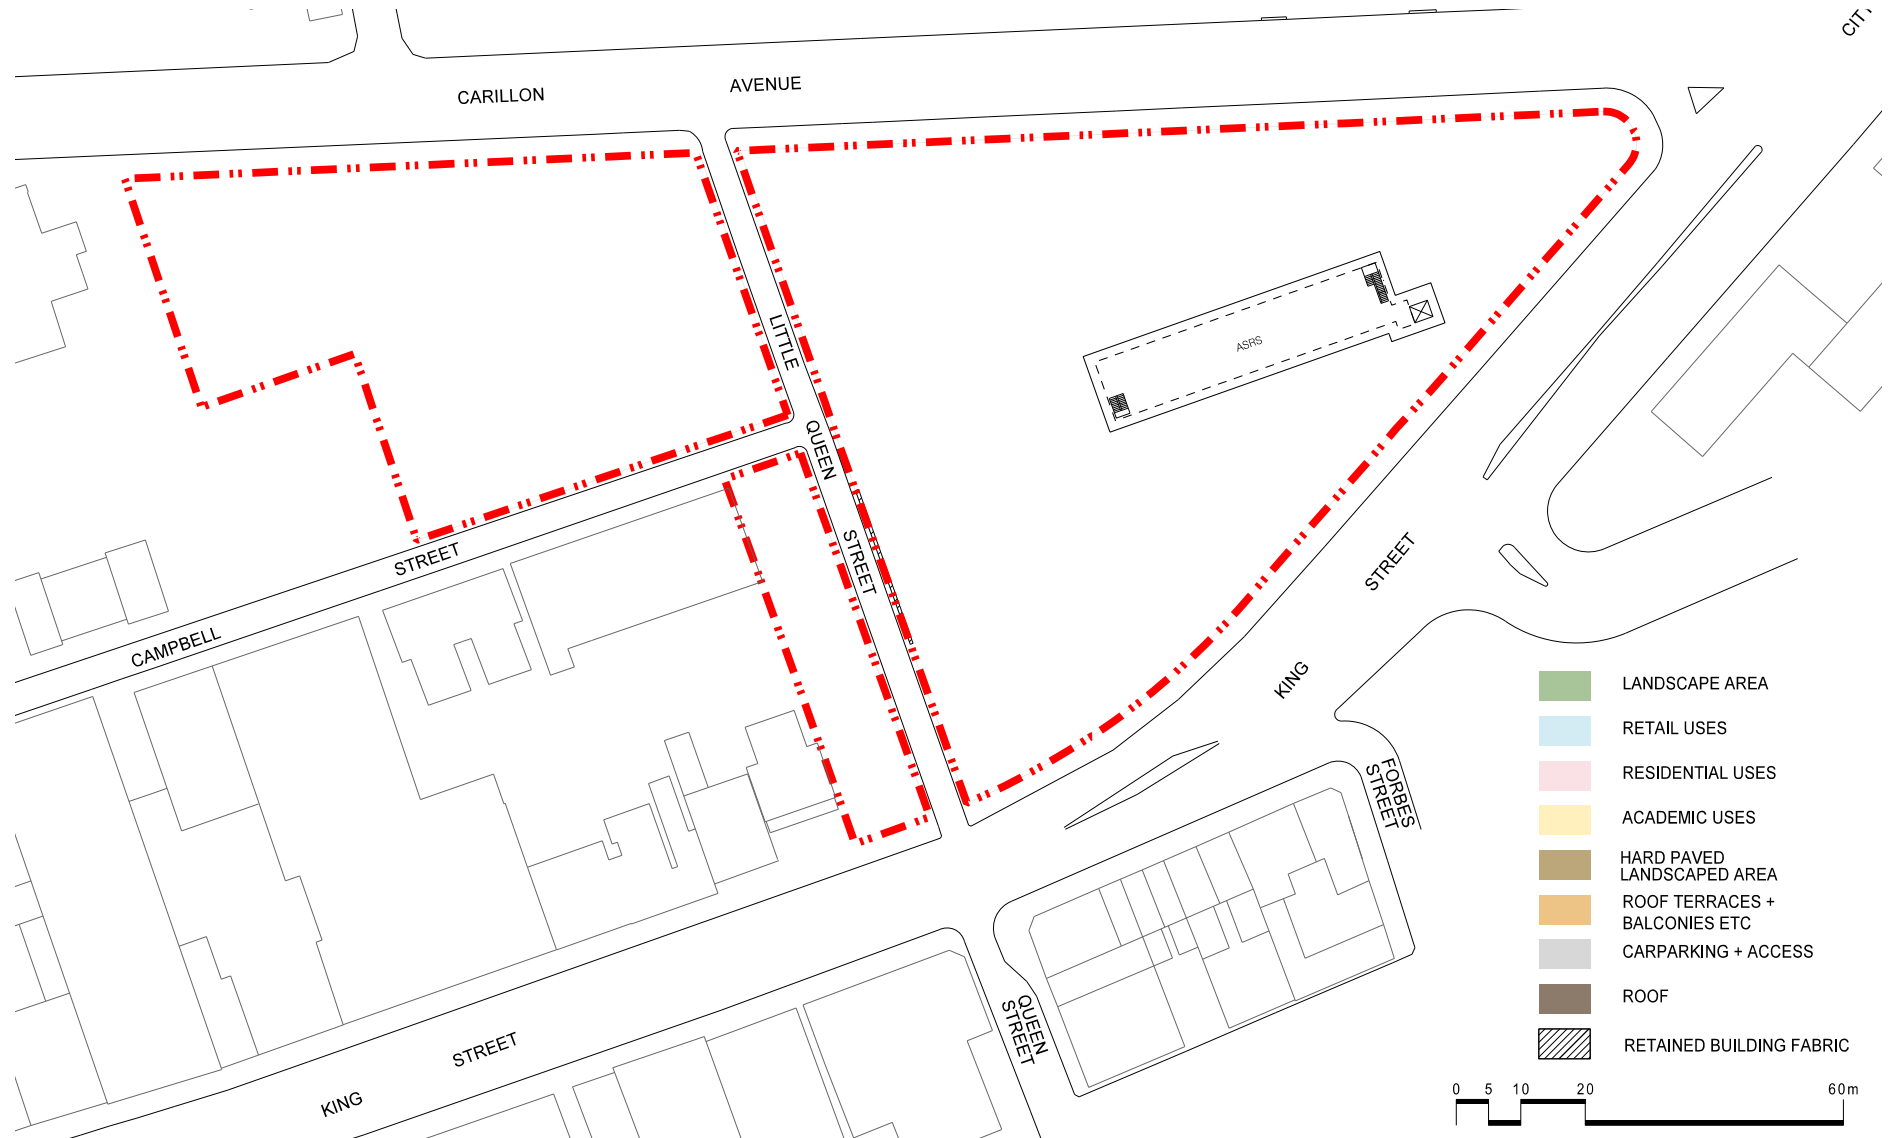 CITY
CARILLON
AVENUE
LITTLE
QUEEN
STREET
ASRS
CAMPBELL
STREET
KING
STREET
FORBES
STREET
QUEEN
STREET
KING
STREET
LANDSCAPE AREA
RETAIL USES
RESIDENTIAL USES
ACADEMIC USES
HARD PAVED
LANDSCAPED AREA
ROOF TERRACES +
BALCONIES ETC
CARPARKING + ACCESS
ROOF
RETAINED BUILDING FABRIC
0 5 10 20 60m